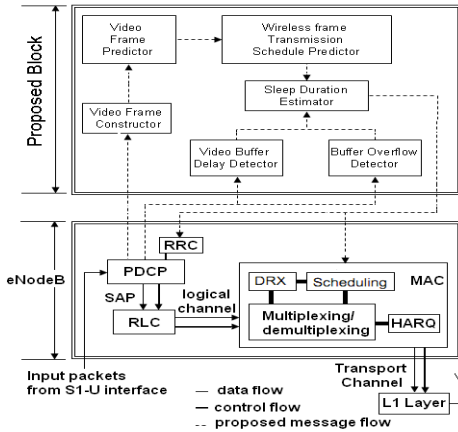 Proposed Block
Video
Frame
Predictor
Wireless frame
Transmission
Schedule Predictor
Sleep Duration
Estimator
Video Frame
Constructor
Video Buffer
Delay Detector
Buffer Overflow
Detector
eNodeB
RRC
PDCP
SAP
logical
channel
RLC
DRX
Scheduling
MAC
Multiplexing/
demultiplexing
HARQ
Input packets
from S1-U interface
Transport
Channel
L1 Layer
data flow
control flow
proposed message flow